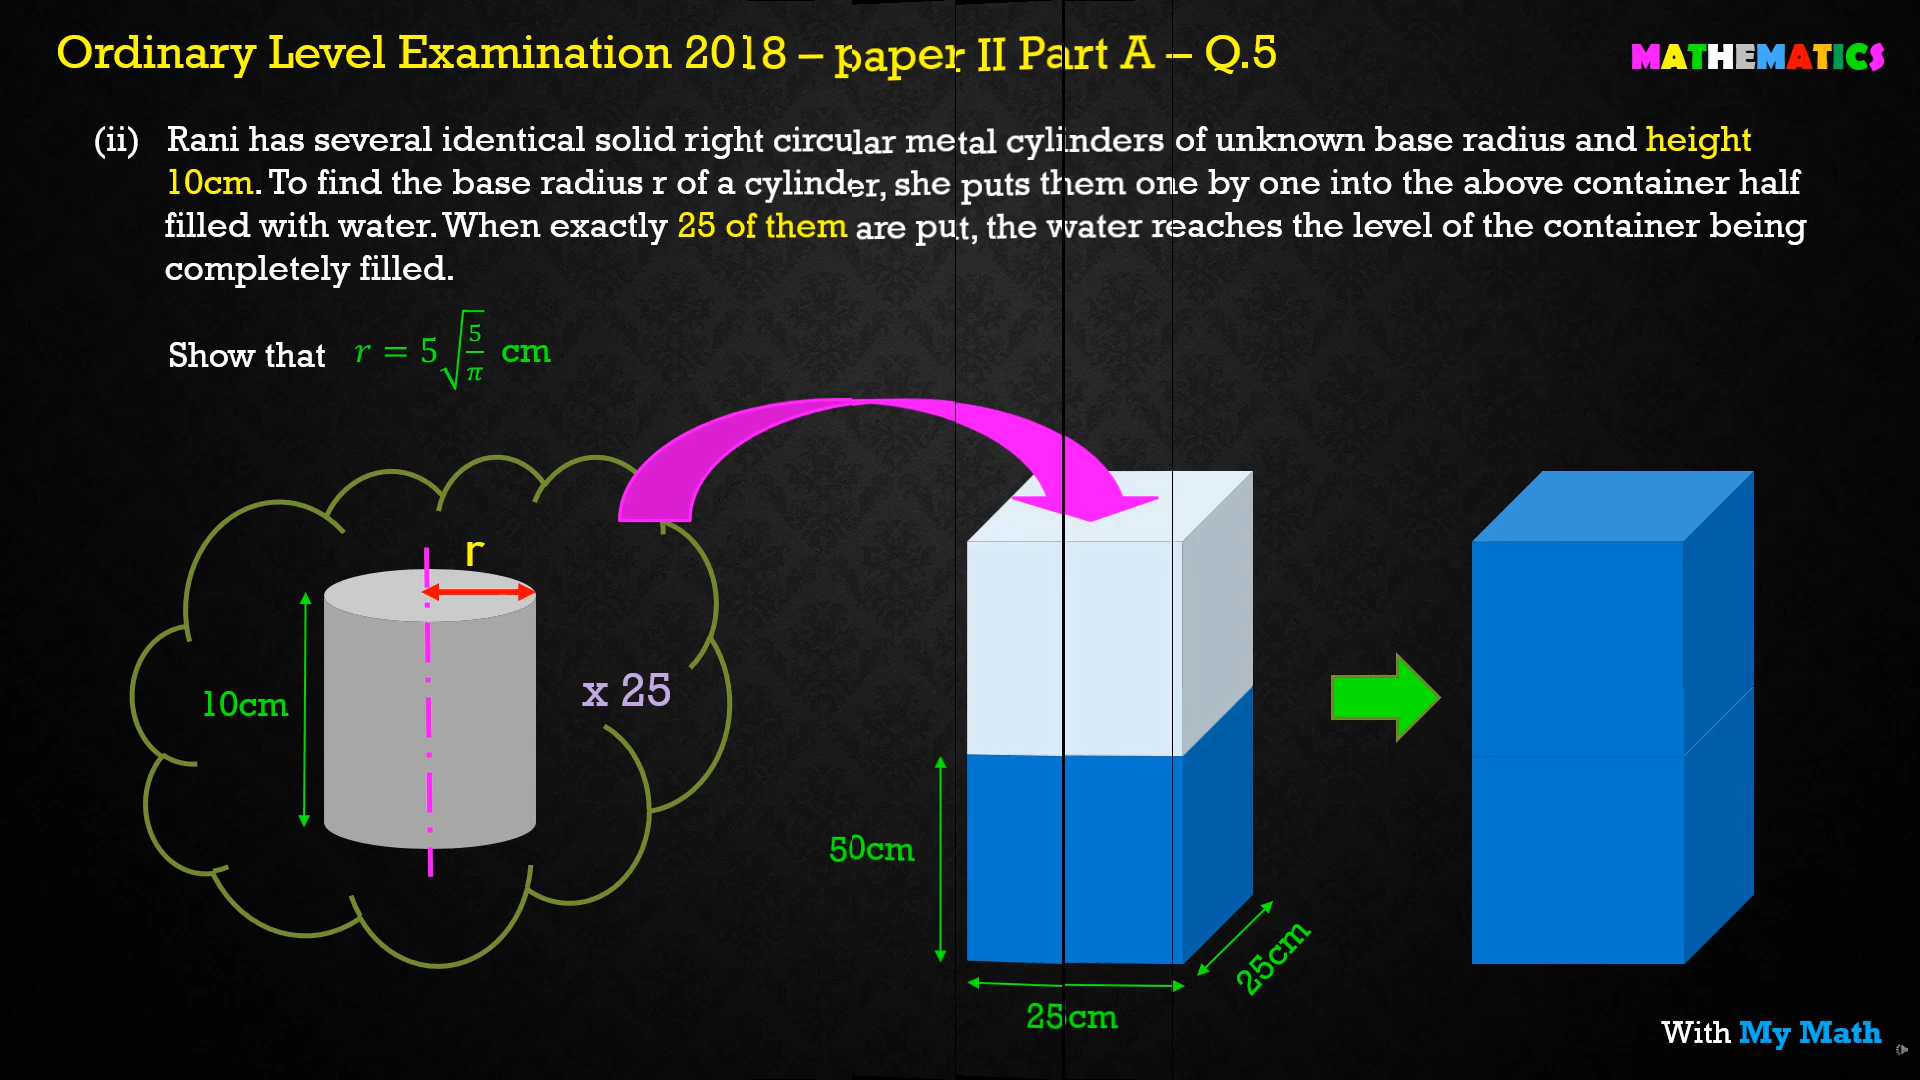 Ordinary Level Examination 2018 – paper II Part A – Q.5
MATHEMATICS
(ii) Rani has several identical solid right circular metal cylinders of unknown base radius and height
10cm. To find the base radius r of a cylinder, she puts them one by one into the above container half
filled with water. When exactly 25 of them are put, the water reaches the level of the container being
completely filled.
Show that r = 5√(5/π) cm
r
10cm
x 25
50cm
25cm
25cm
With My Math